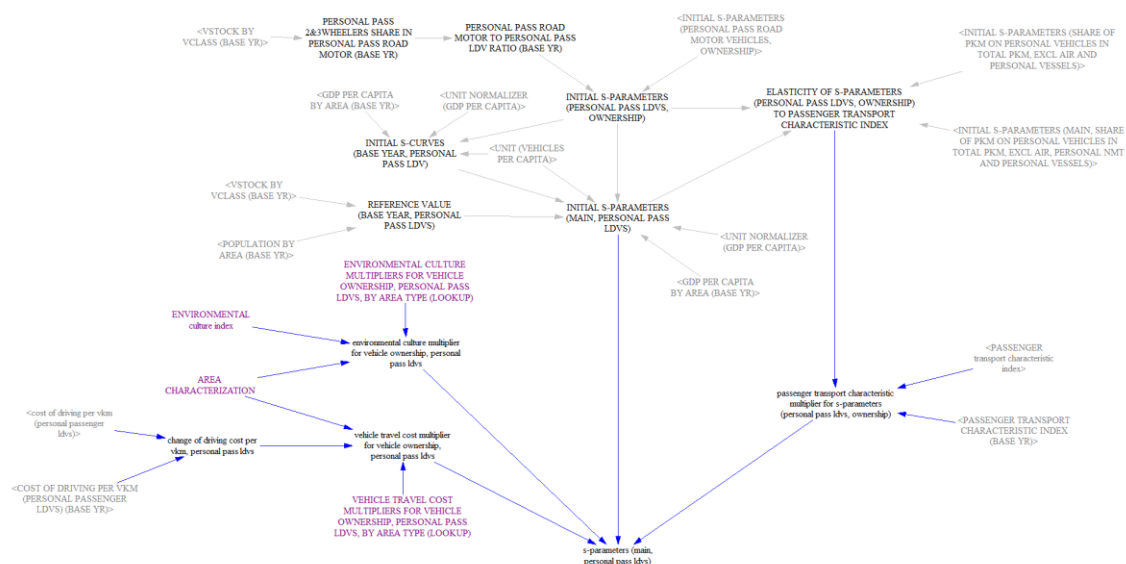 <VSTOCK BY
VCLASS (BASE YR)>
PERSONAL PASS
2&3WHEELERS SHARE IN
PERSONAL PASS ROAD
MOTOR (BASE YR)
PERSONAL PASS ROAD
MOTOR TO PERSONAL PASS
LDV RATIO (BASE YR)
<INITIAL S-PARAMETERS
(PERSONAL PASS ROAD
MOTOR VEHICLES,
OWNERSHIP)>
<INITIAL S-PARAMETERS (SHARE OF
PKM ON PERSONAL VEHICLES IN
TOTAL PKM, EXCL AIR AND
PERSONAL VESSELS)>
<GDP PER CAPITA
BY AREA (BASE YR)>
<UNIT NORMALIZER
(GDP PER CAPITA)>
INITIAL S-PARAMETERS
(PERSONAL PASS LDVS,
OWNERSHIP)
ELASTICITY OF S-PARAMETERS
(PERSONAL PASS LDVS, OWNERSHIP)
TO PASSENGER TRANSPORT
CHARACTERISTIC INDEX
INITIAL S-CURVES
(BASE YEAR, PERSONAL
PASS LDV)
<UNIT (VEHICLES
PER CAPITA)>
<INITIAL S-PARAMETERS (MAIN, SHARE
OF PKM ON PERSONAL VEHICLES IN
TOTAL PKM, EXCL AIR, PERSONAL NMT
AND PERSONAL VESSELS)>
<VSTOCK BY
VCLASS (BASE YR)>
REFERENCE VALUE
(BASE YEAR, PERSONAL
PASS LDVS)
INITIAL S-PARAMETERS
(MAIN, PERSONAL PASS
LDVS)
<POPULATION BY
AREA (BASE YR)>
<UNIT NORMALIZER
(GDP PER CAPITA)>
<GDP PER CAPITA
BY AREA (BASE YR)>
ENVIRONMENTAL CULTURE
MULTIPLIERS FOR VEHICLE
OWNERSHIP, PERSONAL PASS
LDVS, BY AREA TYPE (LOOKUP)
ENVIRONMENTAL
culture index
environmental culture multiplier
for vehicle ownership, personal
pass ldvs
AREA
CHARACTERIZATION
<PASSENGER
transport characteristic
index>
passenger transport characteristic
multiplier for s-parameters
(personal pass ldvs, ownership)
<PASSENGER TRANSPORT
CHARACTERISTIC INDEX
(BASE YR)>
<cost of driving per vkm
(personal passenger
ldvs)>
change of driving cost per
vkm, personal pass ldvs
vehicle travel cost multiplier
for vehicle ownership,
personal pass ldvs
<COST OF DRIVING PER VKM
(PERSONAL PASSENGER
LDVS) (BASE YR)>
VEHICLE TRAVEL COST
MULTIPLIERS FOR VEHICLE
OWNERSHIP, PERSONAL PASS
LDVS, BY AREA TYPE (LOOKUP)
s-parameters (main,
personal pass ldvs)